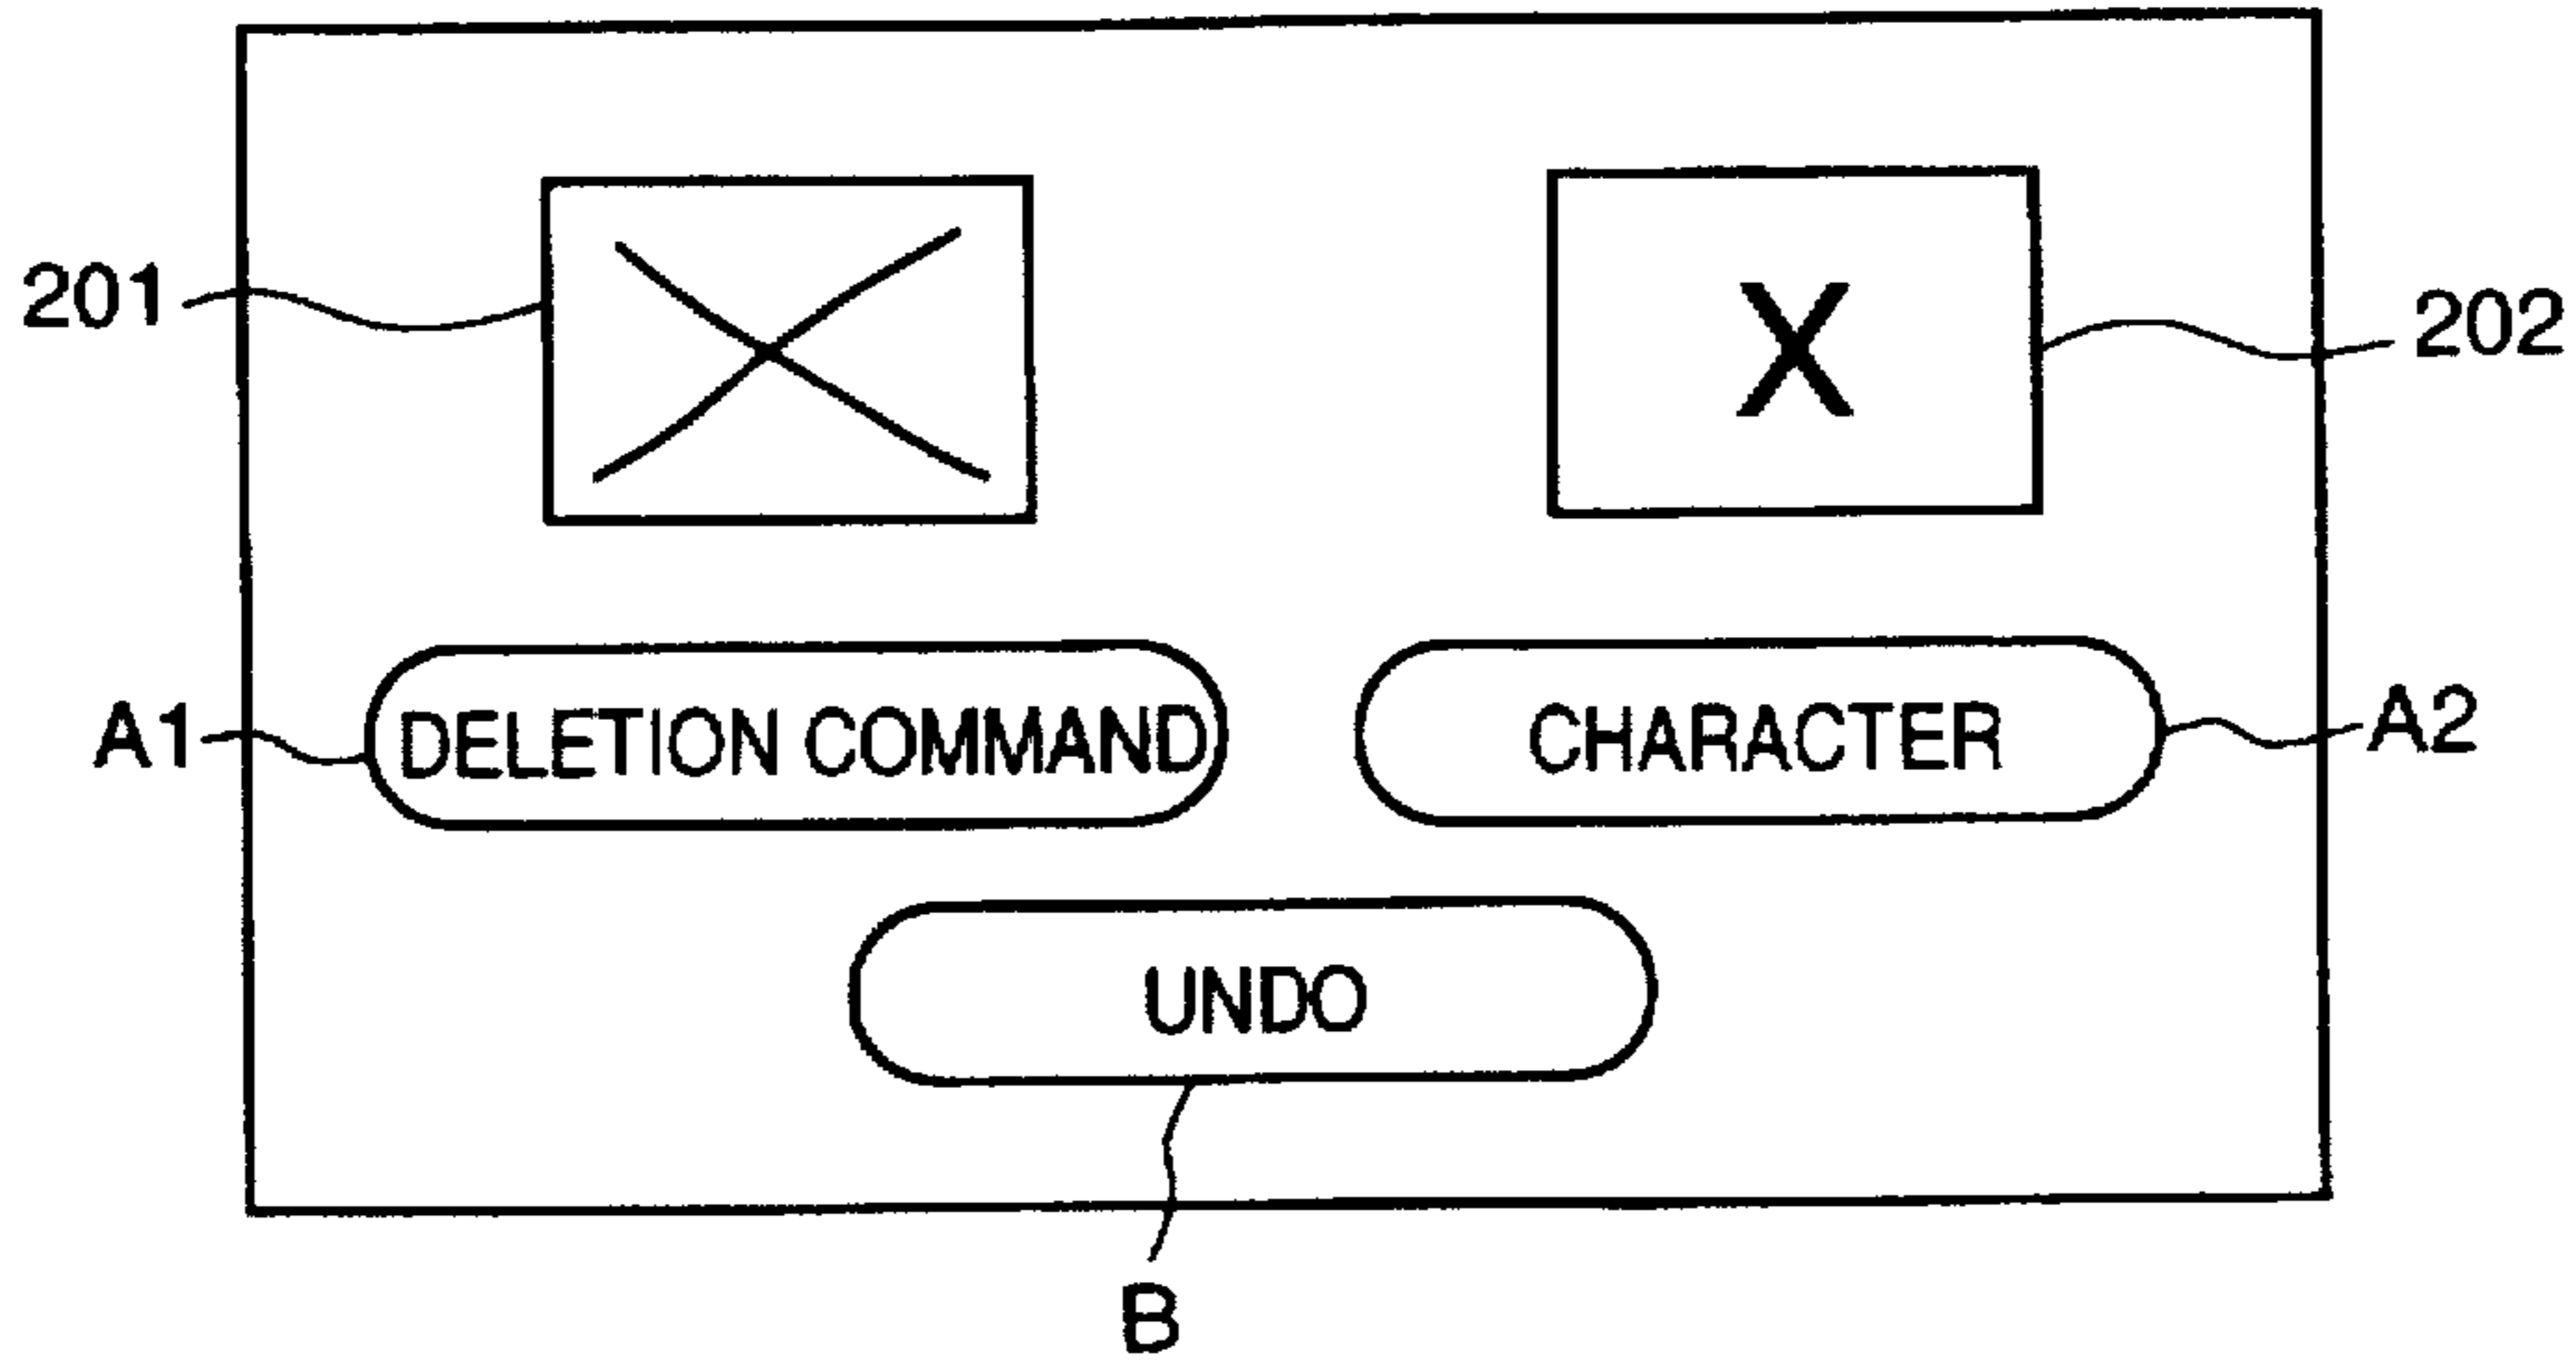 201
X
202
A1
DELETION COMMAND
CHARACTER
A2
UNDO
B